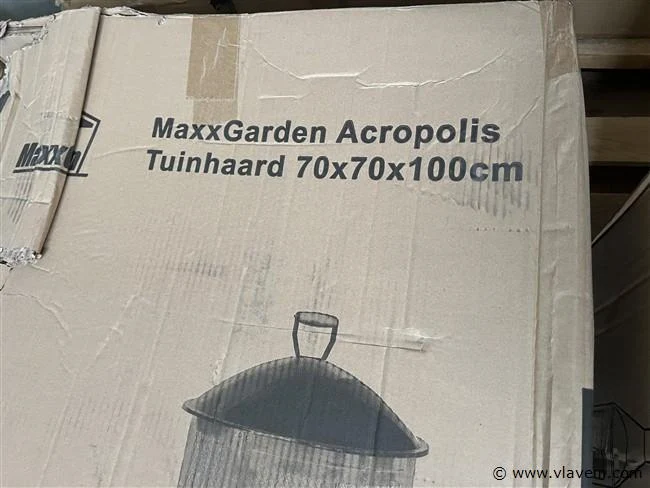 MaxxGarden Acropolis
Tuinhaard 70x70x100cm
© www.vlavem.com